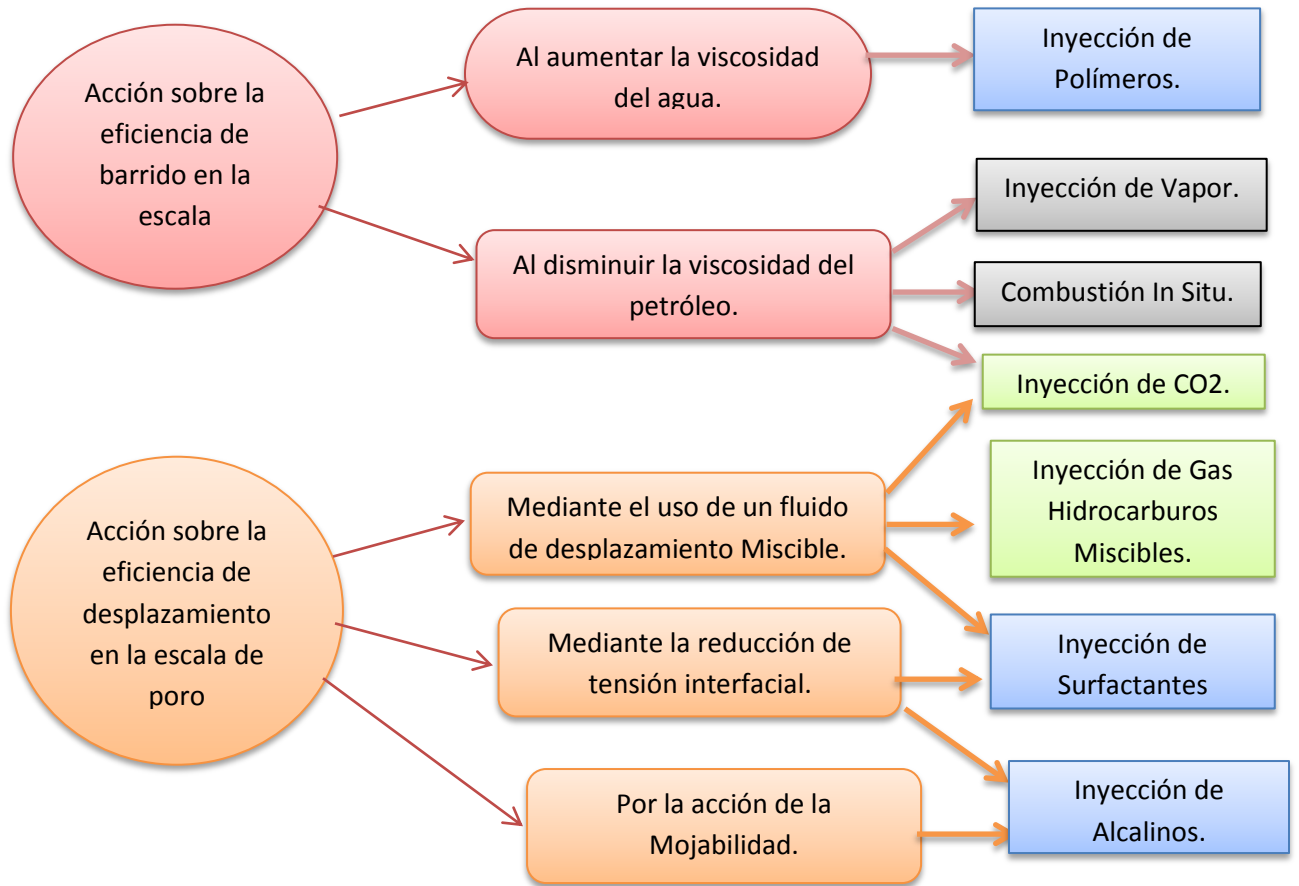 Acción sobre la
eficiencia de
barrido en la
escala
Al aumentar la viscosidad
del agua.
Inyección de
Polímeros.
Al disminuir la viscosidad del
petróleo.
Inyección de Vapor.
Combustión In Situ.
Inyección de CO2.
Acción sobre la
eficiencia de
desplazamiento
en la escala de
poro
Mediante el uso de un fluido
de desplazamiento Miscible.
Inyección de Gas
Hidrocarburos
Miscibles.
Mediante la reducción de
tensión interfacial.
Inyección de
Surfactantes
Por la acción de la
Mojabilidad.
Inyección de
Alcalinos.